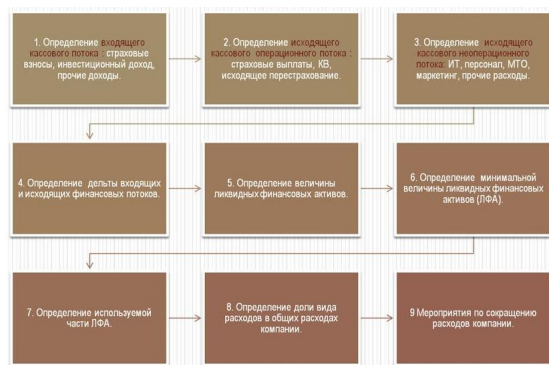 1. Определение входящего
кассового потока : страховые
взносы, инвестиционный доход,
прочие доходы.
2. Определение исходящего
кассового операционного потока :
страховые выплаты, КВ,
исходящее перестрахование.
3. Определение исходящего
кассового неоперационного
потока: ИТ, персонал, МТО,
маркетинг, прочие расходы.
4. Определение дельты входящих
и исходящих финансовых потоков.
5. Определение величины
ликвидных финансовых активов.
6. Определение минимальной
величины ликвидных финансовых
активов (ЛФА).
7. Определение используемой
части ЛФА.
8. Определение доли вида
расходов в общих расходах
компании.
9 Мероприятия по сокращению
расходов компании.